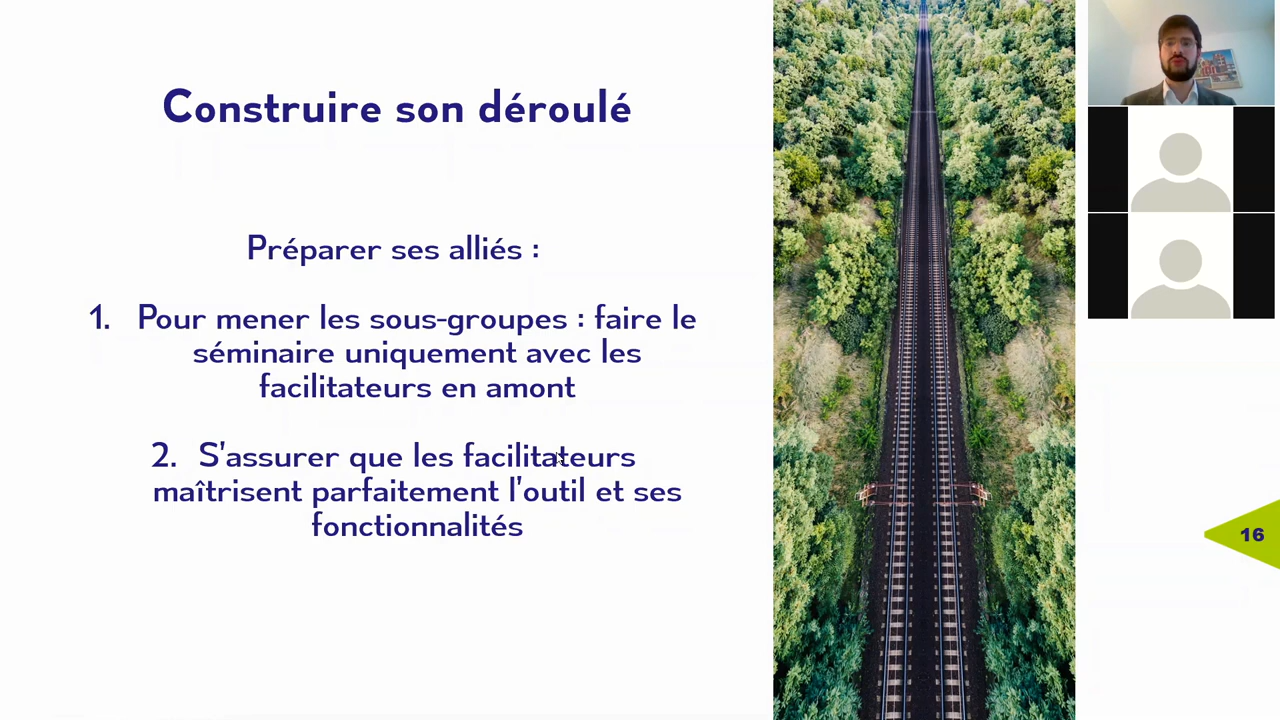 Construire son déroulé
Préparer ses alliés :
1. Pour mener les sous-groupes : faire le
séminaire uniquement avec les
facilitateurs en amont
2. S'assurer que les facilitateurs
maîtrisent parfaitement l'outil et ses
fonctionnalités
16